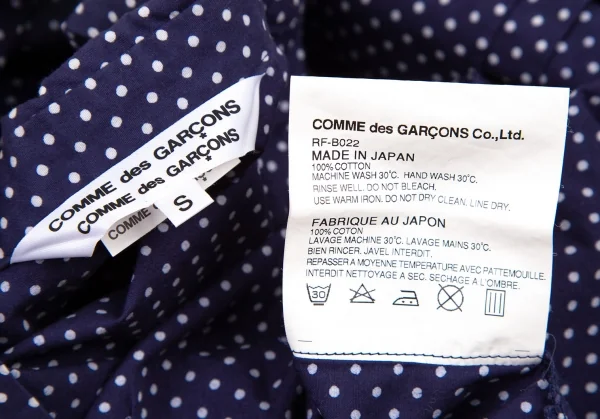 COMME des GARÇONS
COMME des GARÇONS
COMME
S
COMME des GARÇONS Co.,Ltd.
RF-B022
MADE IN JAPAN
100% COTTON
MACHINE WASH 30℃. HAND WASH 30℃.
RINSE WELL. DO NOT BLEACH.
USE WARM IRON. DO NOT DRY CLEAN. LINE DRY.
FABRIQUE AU JAPON
100% COTON
LAVAGE MACHINE 30℃. LAVAGE MAINS 30℃.
BIEN RINCER. JAVEL INTERDIT.
REPASSER A MOYENNE TEMPERATURE AVEC PATTEMOUILLE.
INTERDIT NETTOYAGE A SEC. SECHAGE A L'OMBRE.
30